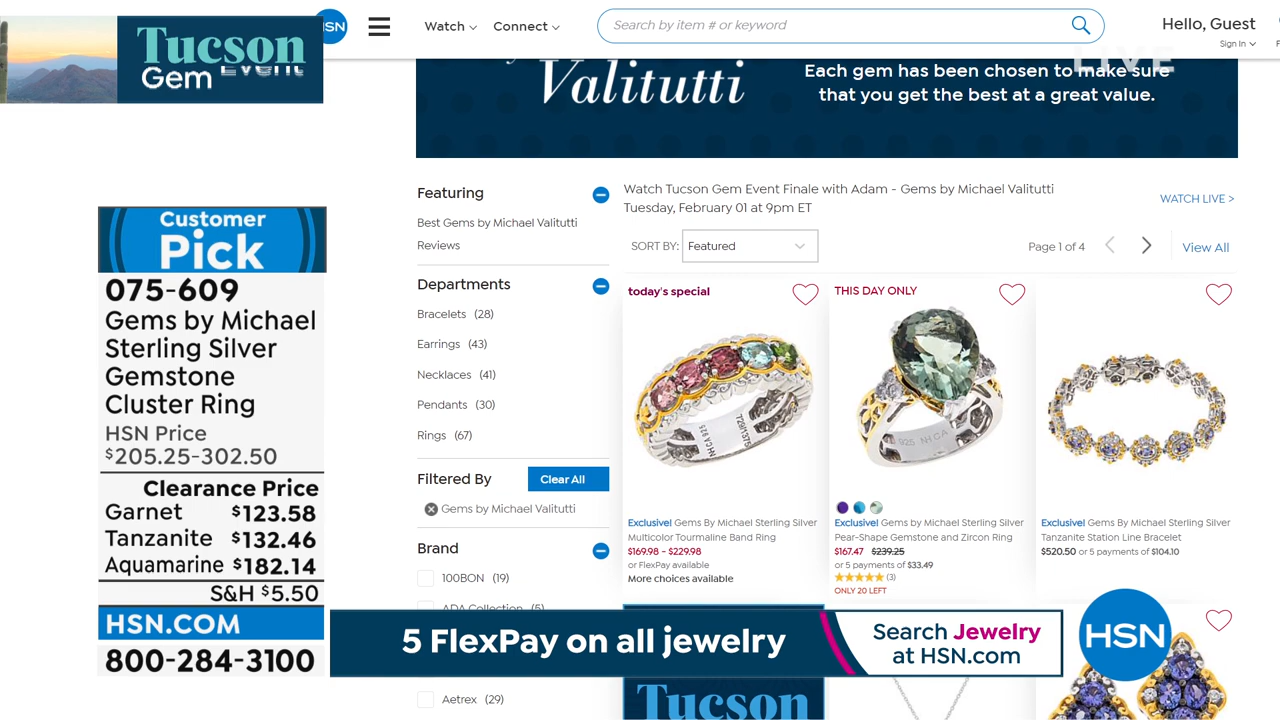 Tucson
Gem Event
HSN
Watch
Connect
Search by item # or keyword
Hello, Guest
Sign In
LIVE
Valitutti
Each gem has been chosen to make sure
that you get the best at a great value.
Customer
Pick
075-609
Gems by Michael
Sterling Silver
Gemstone
Cluster Ring
HSN Price
$205.25-302.50
Clearance Price
Garnet $123.58
Tanzanite $132.46
Aquamarine $182.14
S&H $5.50
HSN.COM
800-284-3100
Featuring
Best Gems by Michael Valitutti
Reviews
Departments
Bracelets (28)
Earrings (43)
Necklaces (41)
Pendants (30)
Rings (67)
Filtered By
Clear All
Gems by Michael Valitutti
Brand
100BON (19)
ADA Collection (5)
Aetrex (29)
Watch Tucson Gem Event Finale with Adam - Gems by Michael Valitutti
Tuesday, February 01 at 9pm ET
WATCH LIVE >
SORT BY:
Featured
Page 1 of 4
View All
today's special
Exclusive! Gems By Michael Sterling Silver
Multicolor Tourmaline Band Ring
$169.98 - $229.98
or FlexPay available
More choices available
THIS DAY ONLY
925 NH CA
Exclusive! Gems by Michael Sterling Silver
Pear-Shape Gemstone and Zircon Ring
$167.47 $239.25
or 5 payments of $33.49
(3)
ONLY 20 LEFT
Exclusive! Gems By Michael Sterling Silver
Tanzanite Station Line Bracelet
$520.50 or 5 payments of $104.10
5 FlexPay on all jewelry
Search Jewelry
at HSN.com
HSN
Tucson